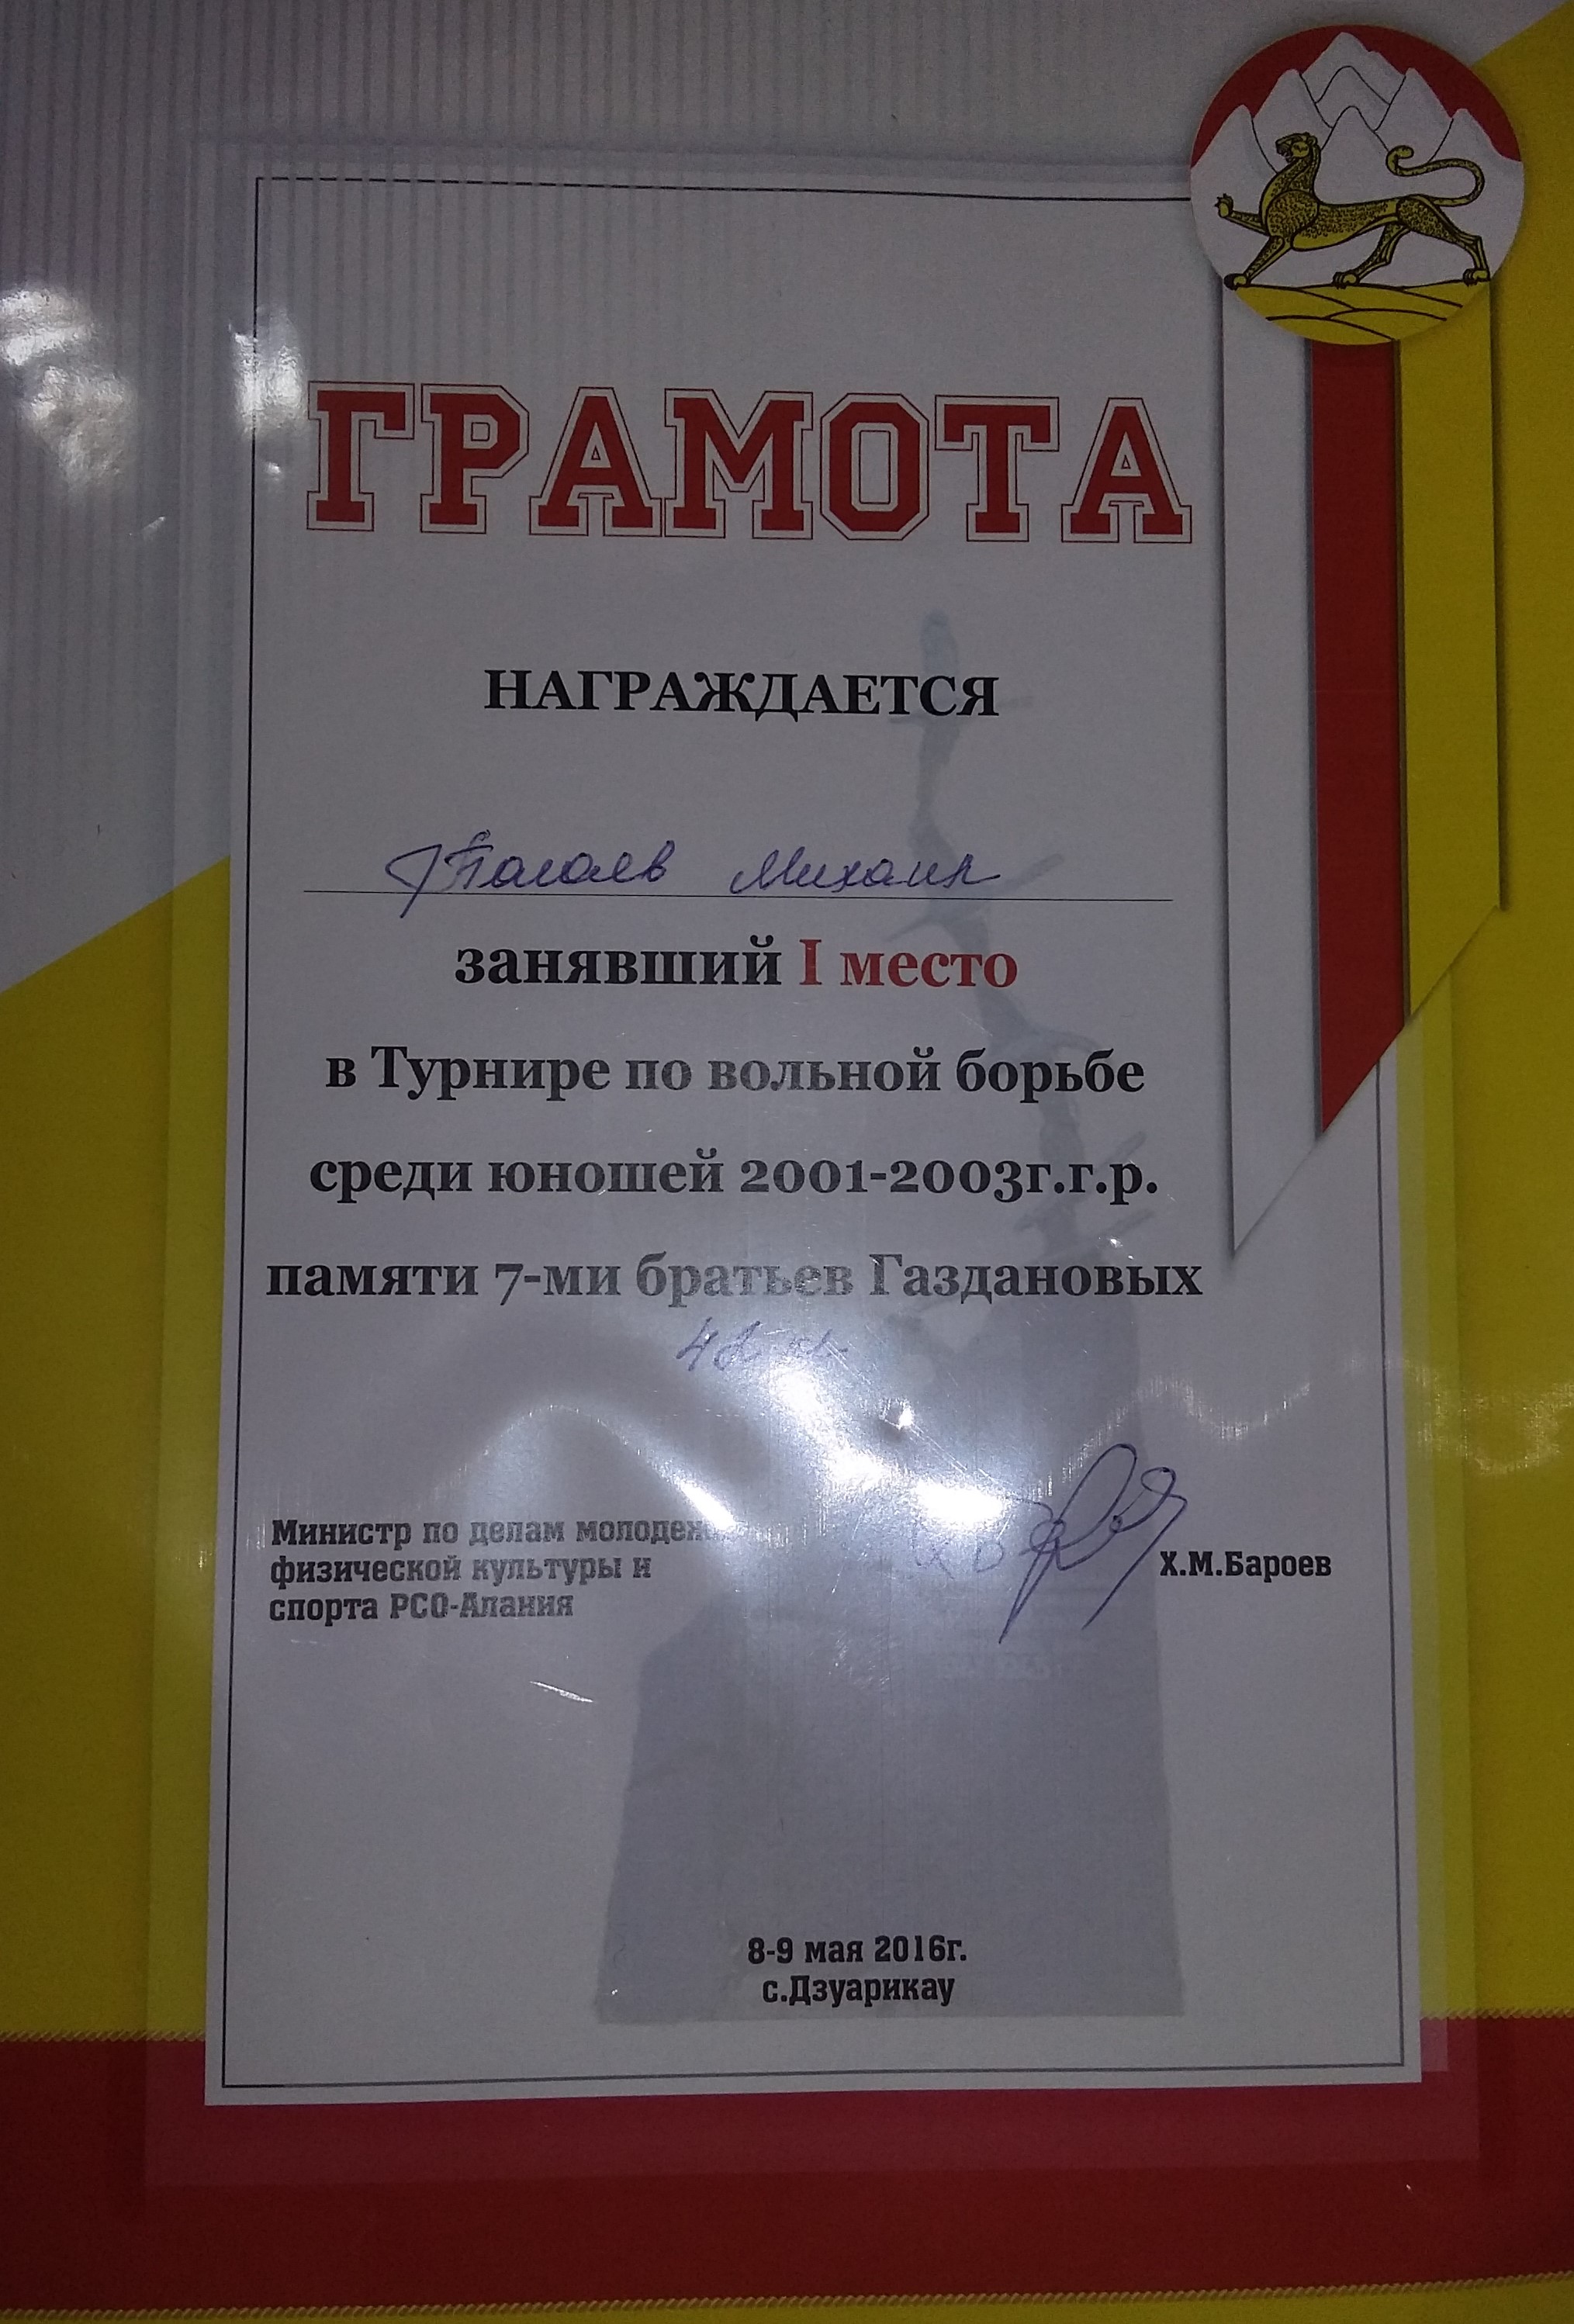 ГРАМОТА
НАГРАЖДАЕТСЯ
Михаил
занявший I место
в Турнире по вольной борьбе
среди юношей 2001-2003г.г.р.
памяти 7-ми братьев Газдановых
Министр по делам
физической культуры и
спорта РСО-Алания
Х.М.Бароев
8-9 мая 2016г.
с.Дзуарикау